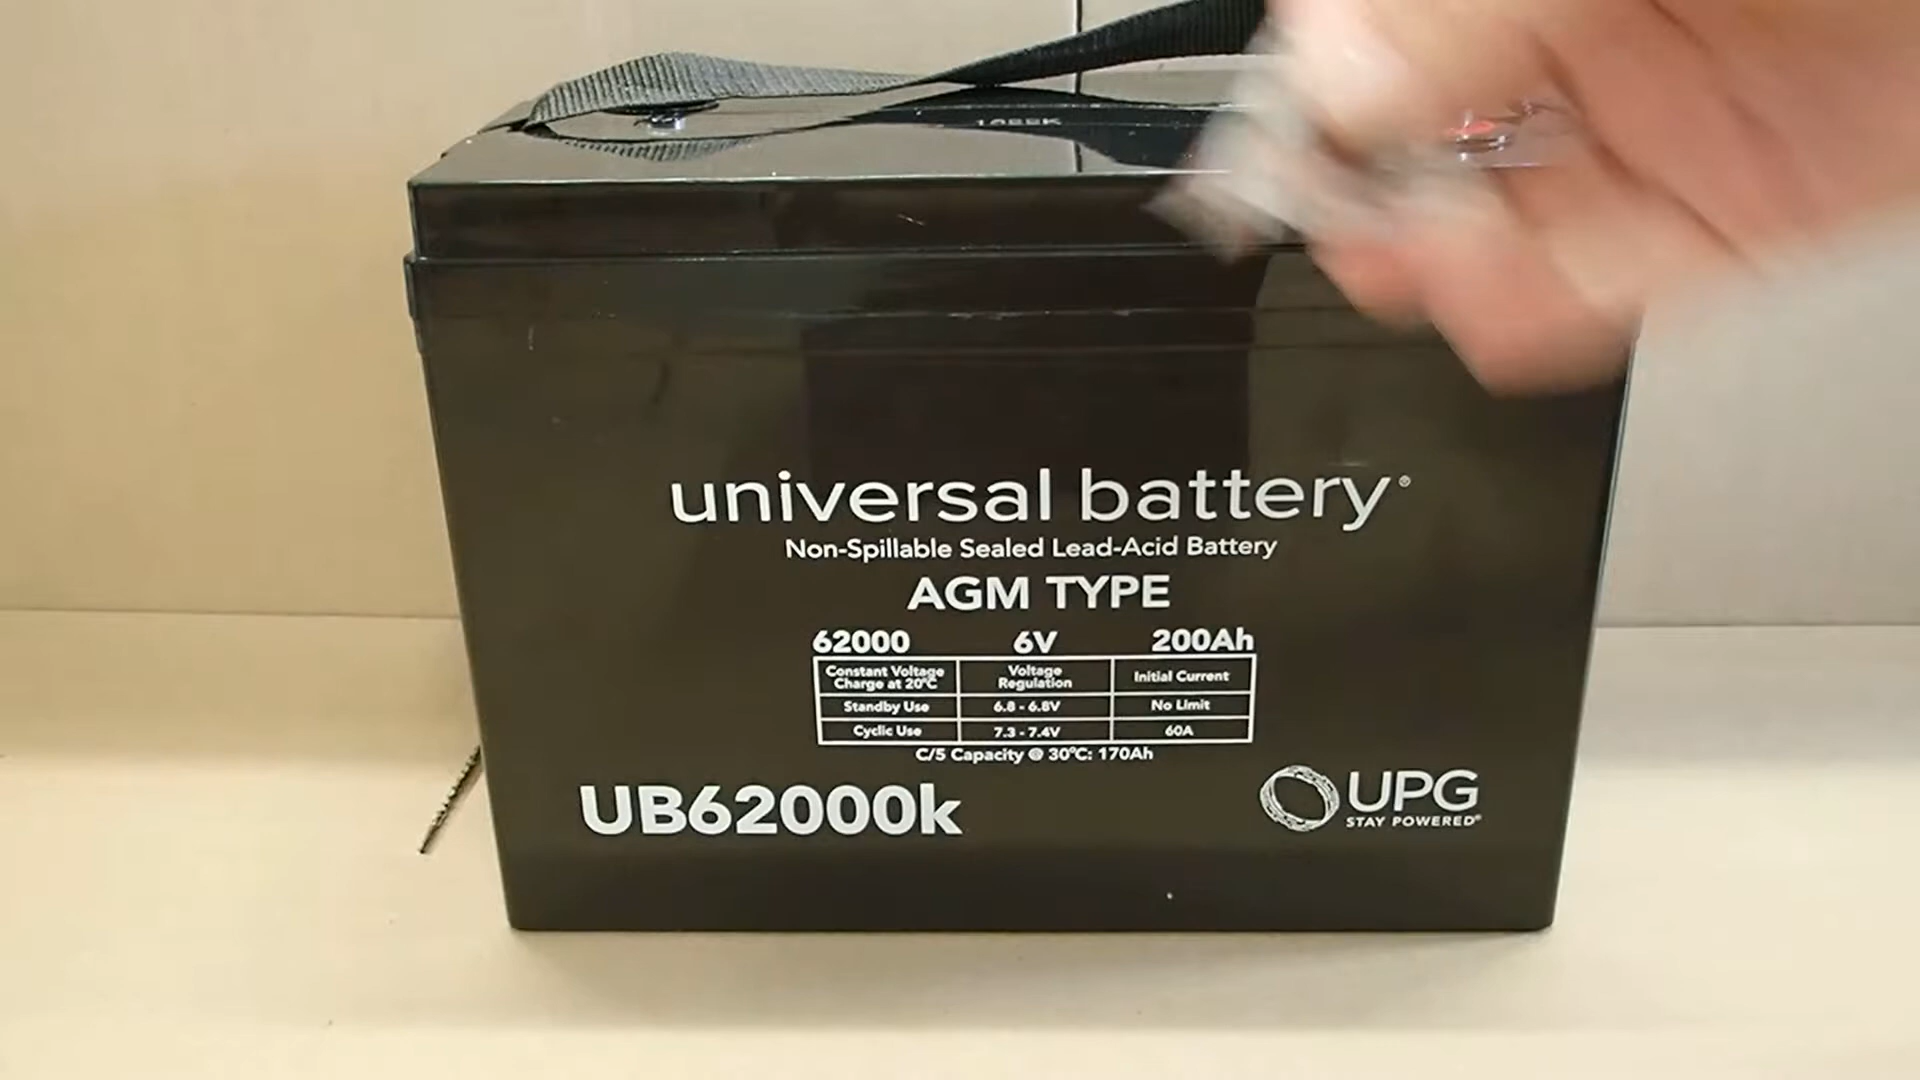 universal battery®
Non-Spillable Sealed Lead-Acid Battery
AGM TYPE
62000 6V 200Ah
Constant Voltage Charge at 20°C Voltage Regulation Initial Current
Standby Use 6.8 - 6.8V No Limit
Cyclic Use 7.3 - 7.4V 60A
C/5 Capacity @ 30°C: 170Ah
UB62000k
UPG
STAY POWERED®